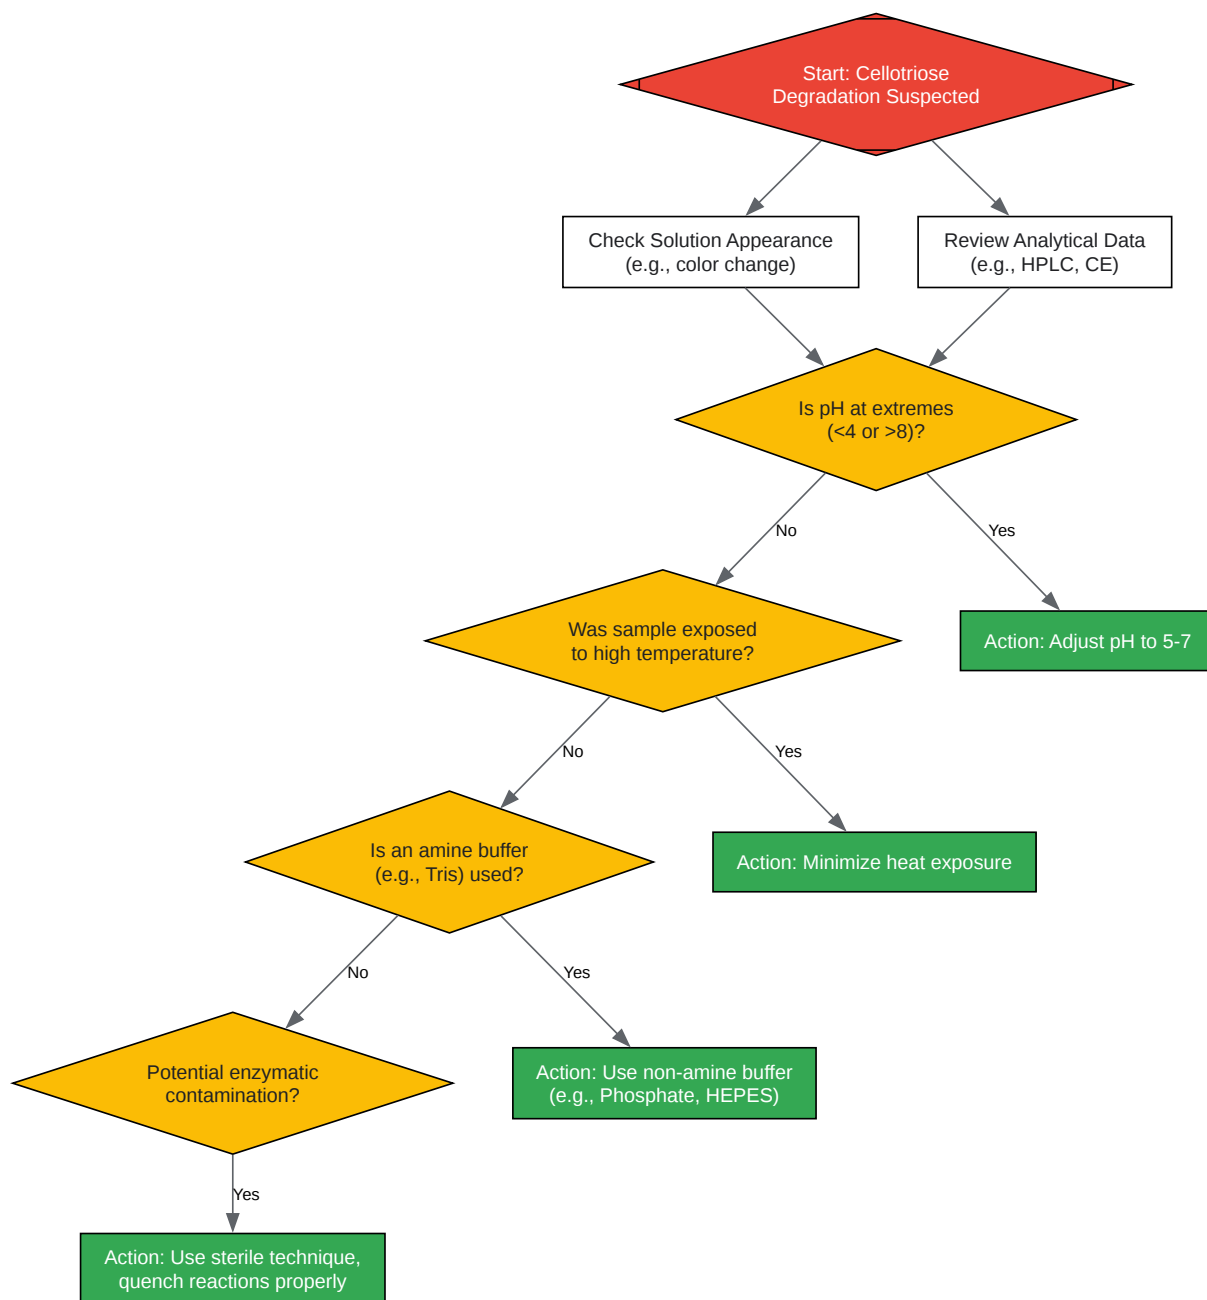 Start: Cellotriose
Degradation Suspected
Check Solution Appearance
(e.g., color change)
Review Analytical Data
(e.g., HPLC, CE)
Is pH at extremes
(<4 or >8)?
No
Yes
Was sample exposed
to high temperature?
Action: Adjust pH to 5-7
No
Yes
Is an amine buffer
(e.g., Tris) used?
Action: Minimize heat exposure
No
Yes
Potential enzymatic
contamination?
Action: Use non-amine buffer
(e.g., Phosphate, HEPES)
Yes
Action: Use sterile technique,
quench reactions properly